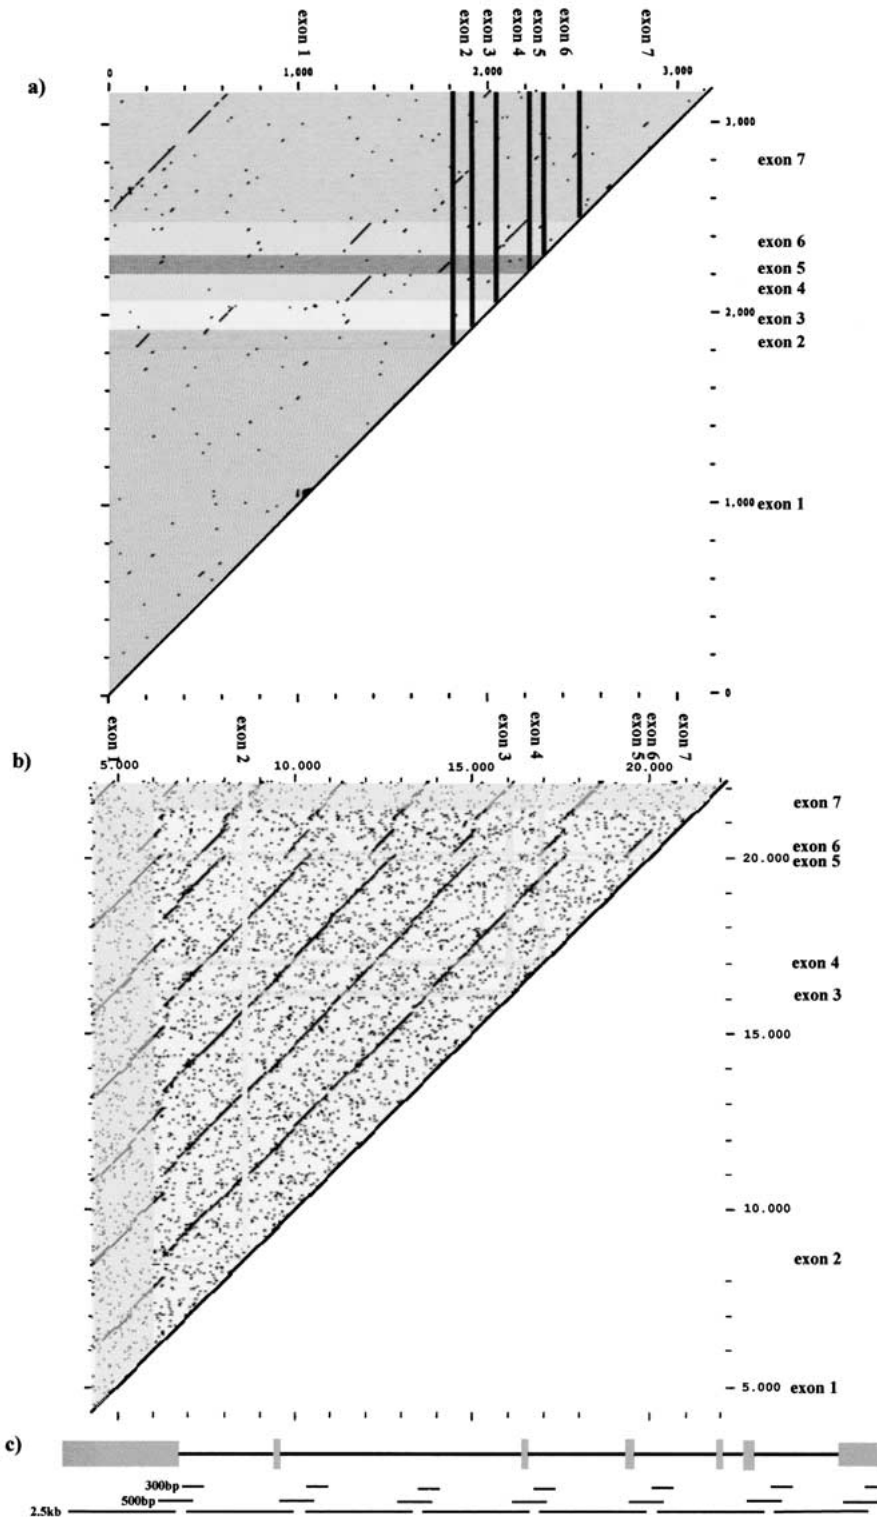 exon 1
exon 2
exon 3
exon 4
exon 5
exon 6
exon 7
a)
0
1,000
2,000
3,000
3,000
exon 7
exon 6
exon 5
exon 4
2,000
exon 3
exon 2
1,000 exon 1
0
exon 1
exon 2
exon 3
exon 4
exon 5
exon 6
exon 7
b)
5.000
10.000
15.000
20.000
exon 7
exon 6
20.000
exon 5
exon 4
exon 3
15.000
10.000
exon 2
5.000 exon 1
c)
300bp
500bp
2.5kb